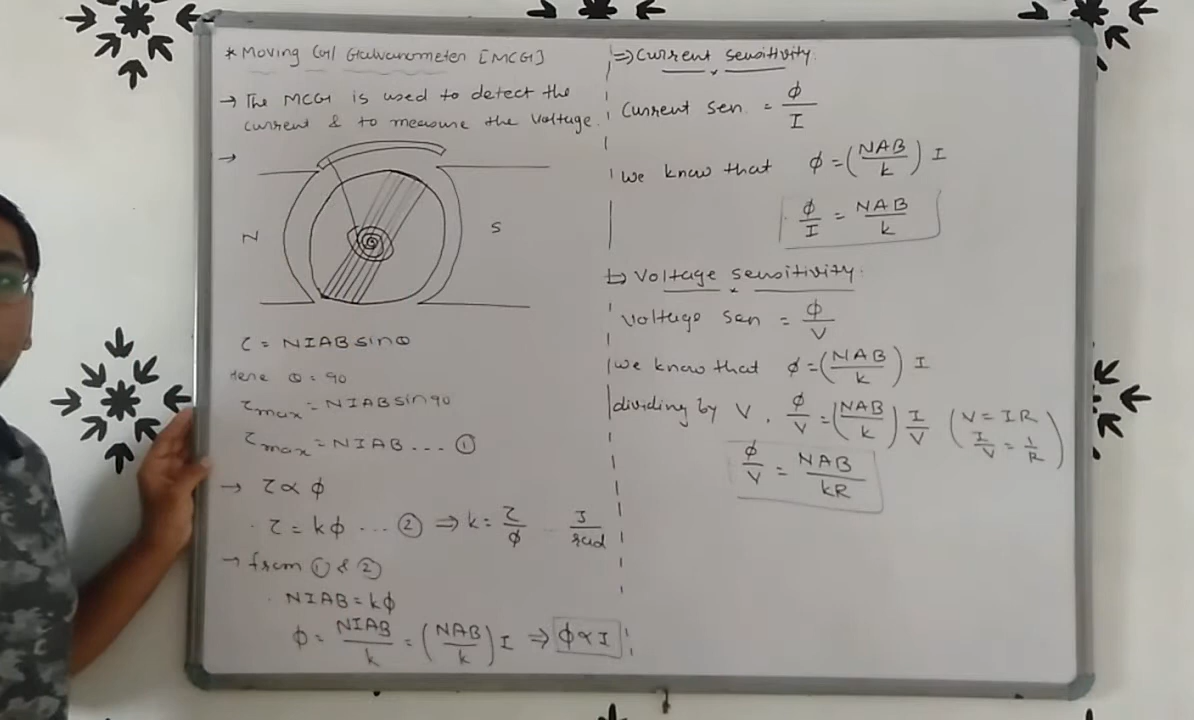 * Moving Coil Galvanometer [MCG]
→ The MCG is used to detect the
current & to measure the voltage.
→
N
S
τ = NIAB sinθ
Here θ = 90
τmax = NIAB sin90
τmax = NIAB ... ①
→ τ ∝ ϕ
τ = kϕ ... ② ⇒ k = τ/ϕ J/rad
→ from ① & ②
NIAB = kϕ
ϕ = NIAB/k = (NAB/k) I ⇒ ϕ ∝ I
⇒ Current sensitivity:
Current sen. = ϕ/I
we know that ϕ = (NAB/k) I
ϕ/I = NAB/k
↳ Voltage sensitivity:
Voltage sen = ϕ/V
we know that ϕ = (NAB/k) I
dividing by V, ϕ/V = (NAB/k) I/V (V = IR
I/V = 1/R)
ϕ/V = NAB/kR